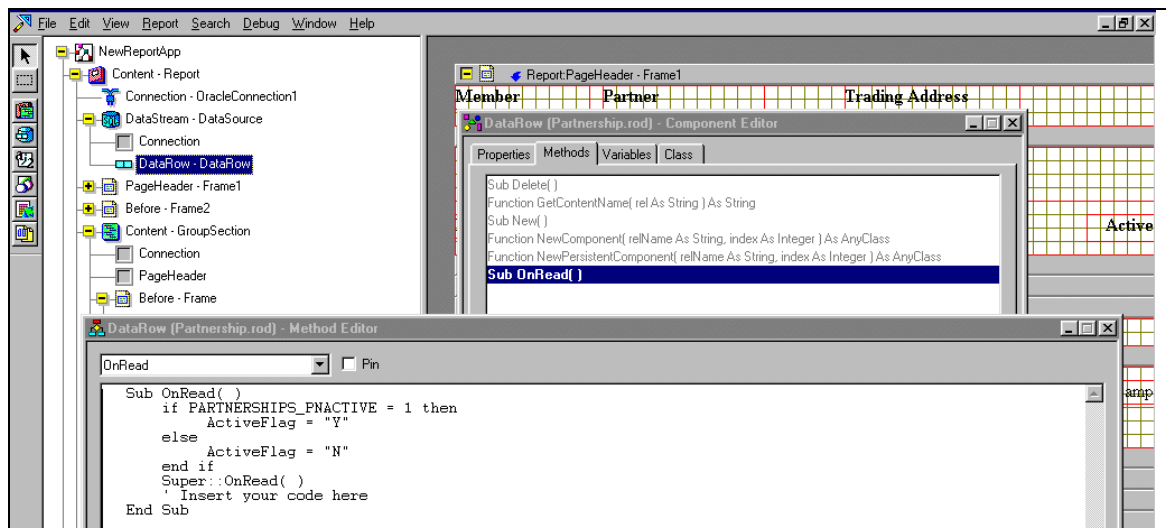 File Edit View Report Search Debug Window Help
NewReportApp
Content - Report
Connection - OracleConnection1
DataStream - DataSource
Connection
DataRow - DataRow
PageHeader - Frame1
Before - Frame2
Content - GroupSection
Connection
PageHeader
Before - Frame
Report:PageHeader - Frame1
Member Partner Trading Address
Active
amp
DataRow (Partnership.rod) - Component Editor
Properties Methods Variables Class
Sub Delete( )
Function GetContentName( rel As String ) As String
Sub New( )
Function NewComponent( relName As String, index As Integer ) As AnyClass
Function NewPersistentComponent( relName As String, index As Integer ) As AnyClass
Sub OnRead( )
DataRow (Partnership.rod) - Method Editor
OnRead Pin
Sub OnRead( )
if PARTNERSHIPS_PNACTIVE = 1 then
ActiveFlag = "Y"
else
ActiveFlag = "N"
end if
Super::OnRead( )
' Insert your code here
End Sub